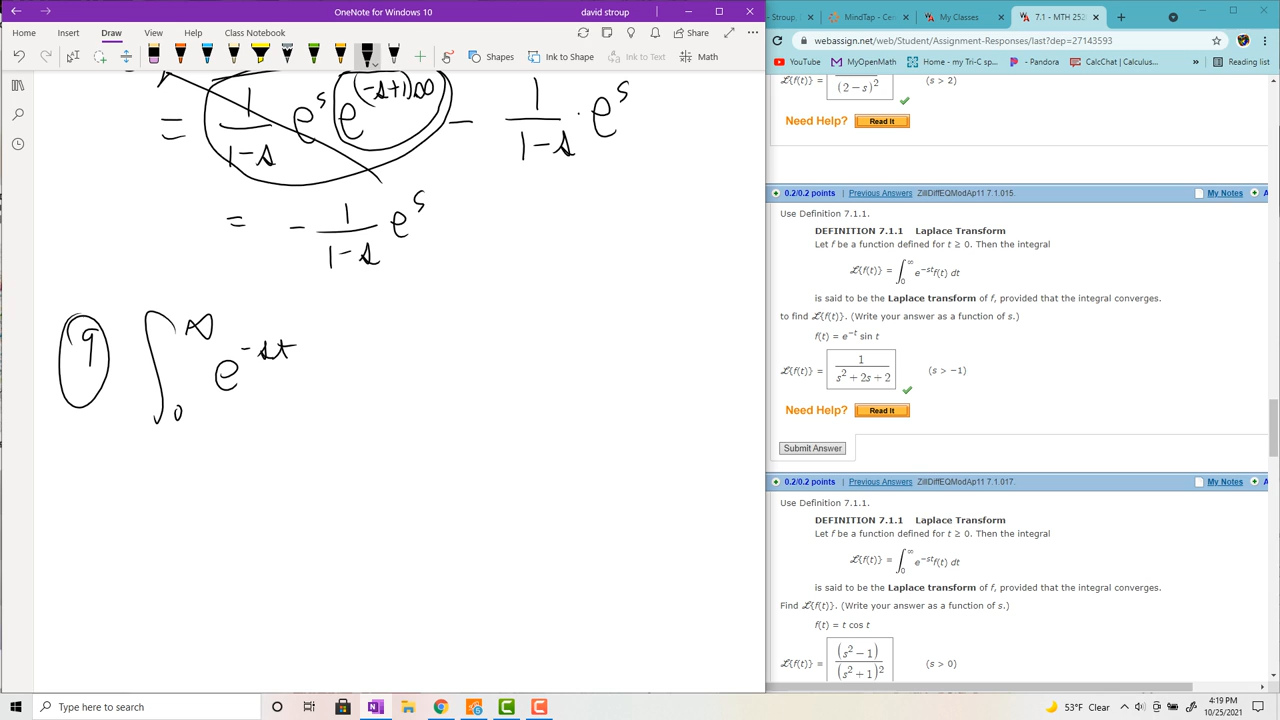 OneNote for Windows 10
david stroup
Home Insert Draw View Help Class Notebook
Share
Shapes Ink to Shape Ink to Text Math
= 1/(1-s) e^s e^(-s+1)∞ - 1/(1-s) · e^s
= - 1/(1-s) e^s
9 ∫_0^∞ e^-st
Stroup,
MindTap - Cen
My Classes
7.1 - MTH 253
webassign.net/web/Student/Assignment-Responses/last?dep=27143593
YouTube MyOpenMath Home | my Tri-C sp... - Pandora CalcChat | Calculus... » Reading list
ℒ{f(t)} = (2 − s)^2 (s > 2)
Need Help? Read It
0.2/0.2 points | Previous Answers ZillDiffEQModAp11 7.1.015. My Notes A
Use Definition 7.1.1.
DEFINITION 7.1.1 Laplace Transform
Let f be a function defined for t ≥ 0. Then the integral
ℒ{f(t)} = ∫_0^∞ e^−st f(t) dt
is said to be the Laplace transform of f, provided that the integral converges.
to find ℒ{f(t)}. (Write your answer as a function of s.)
f(t) = e^−t sin t
ℒ{f(t)} = 1/(s^2 + 2s + 2) (s > −1)
Need Help? Read It
Submit Answer
0.2/0.2 points | Previous Answers ZillDiffEQModAp11 7.1.017. My Notes A
Use Definition 7.1.1.
DEFINITION 7.1.1 Laplace Transform
Let f be a function defined for t ≥ 0. Then the integral
ℒ{f(t)} = ∫_0^∞ e^−st f(t) dt
is said to be the Laplace transform of f, provided that the integral converges.
Find ℒ{f(t)}. (Write your answer as a function of s.)
f(t) = t cos t
ℒ{f(t)} = (s^2 − 1)/(s^2 + 1)^2 (s > 0)
Type here to search
53°F Clear
4:19 PM
10/25/2021